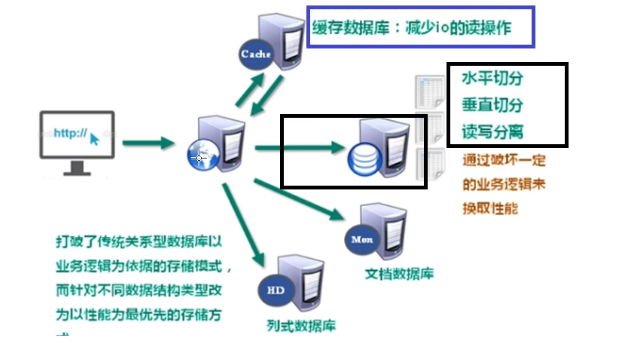 缓存数据库：减少io的读操作
Cache
水平切分
垂直切分
读写分离
http://
通过破坏一定
的业务逻辑来
换取性能
Mon
文档数据库
打破了传统关系型数据库以
业务逻辑为依据的存储模式，
而针对不同数据结构类型改
为以性能为最优先的存储方
HD
列式数据库